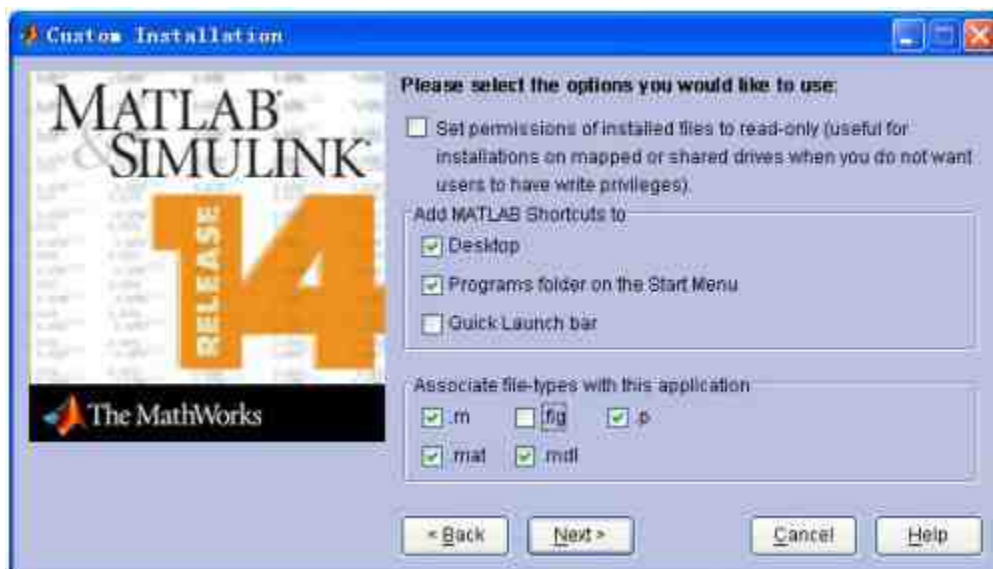 Custom Installation
MATLAB
& SIMULINK
RELEASE
14
The MathWorks
Please select the options you would like to use:
Set permissions of installed files to read-only (useful for
installations on mapped or shared drives when you do not want
users to have write privileges).
Add MATLAB Shortcuts to
Desktop
Programs folder on the Start Menu
Quick Launch bar
Associate file-types with this application
.m .fig .p
.mat .mdl
< Back Next > Cancel Help